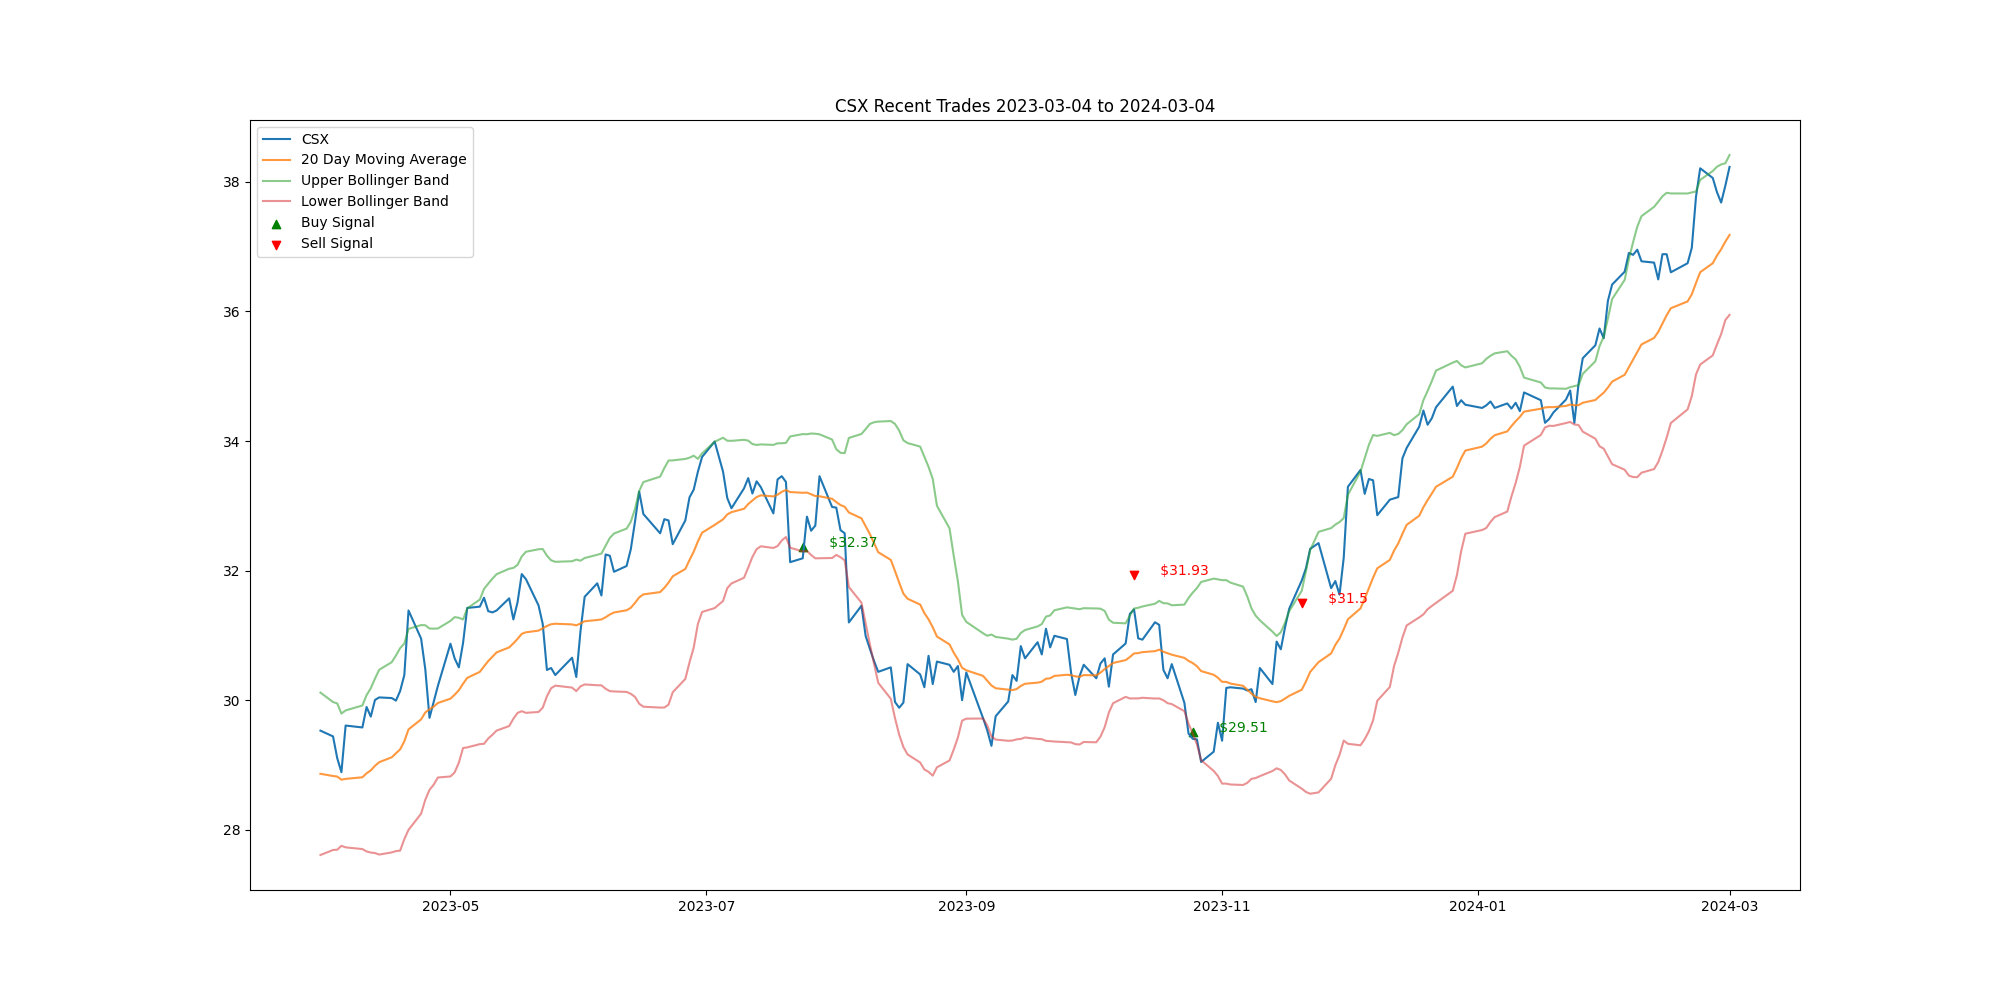 CSX Recent Trades 2023-03-04 to 2024-03-04
CSX
20 Day Moving Average
Upper Bollinger Band
Lower Bollinger Band
Buy Signal
Sell Signal
38
36
34
32
30
28
$32.37
$31.93
$31.5
$29.51
2023-05
2023-07
2023-09
2023-11
2024-01
2024-03